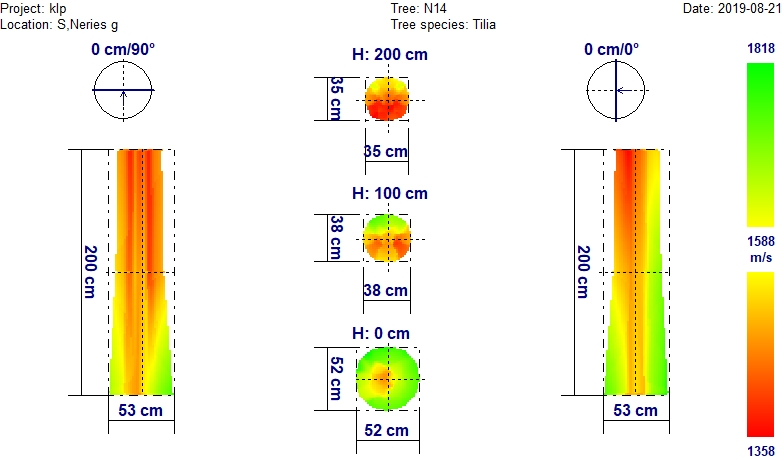 Project: klp
Tree: N14
Date: 2019-08-21
Location: S,Neries g
Tree species: Tilia
0 cm/90°
H: 200 cm
35 cm
35 cm
0 cm/0°
1818
200 cm
53 cm
H: 100 cm
38 cm
38 cm
H: 0 cm
52 cm
52 cm
200 cm
53 cm
1588
m/s
1358